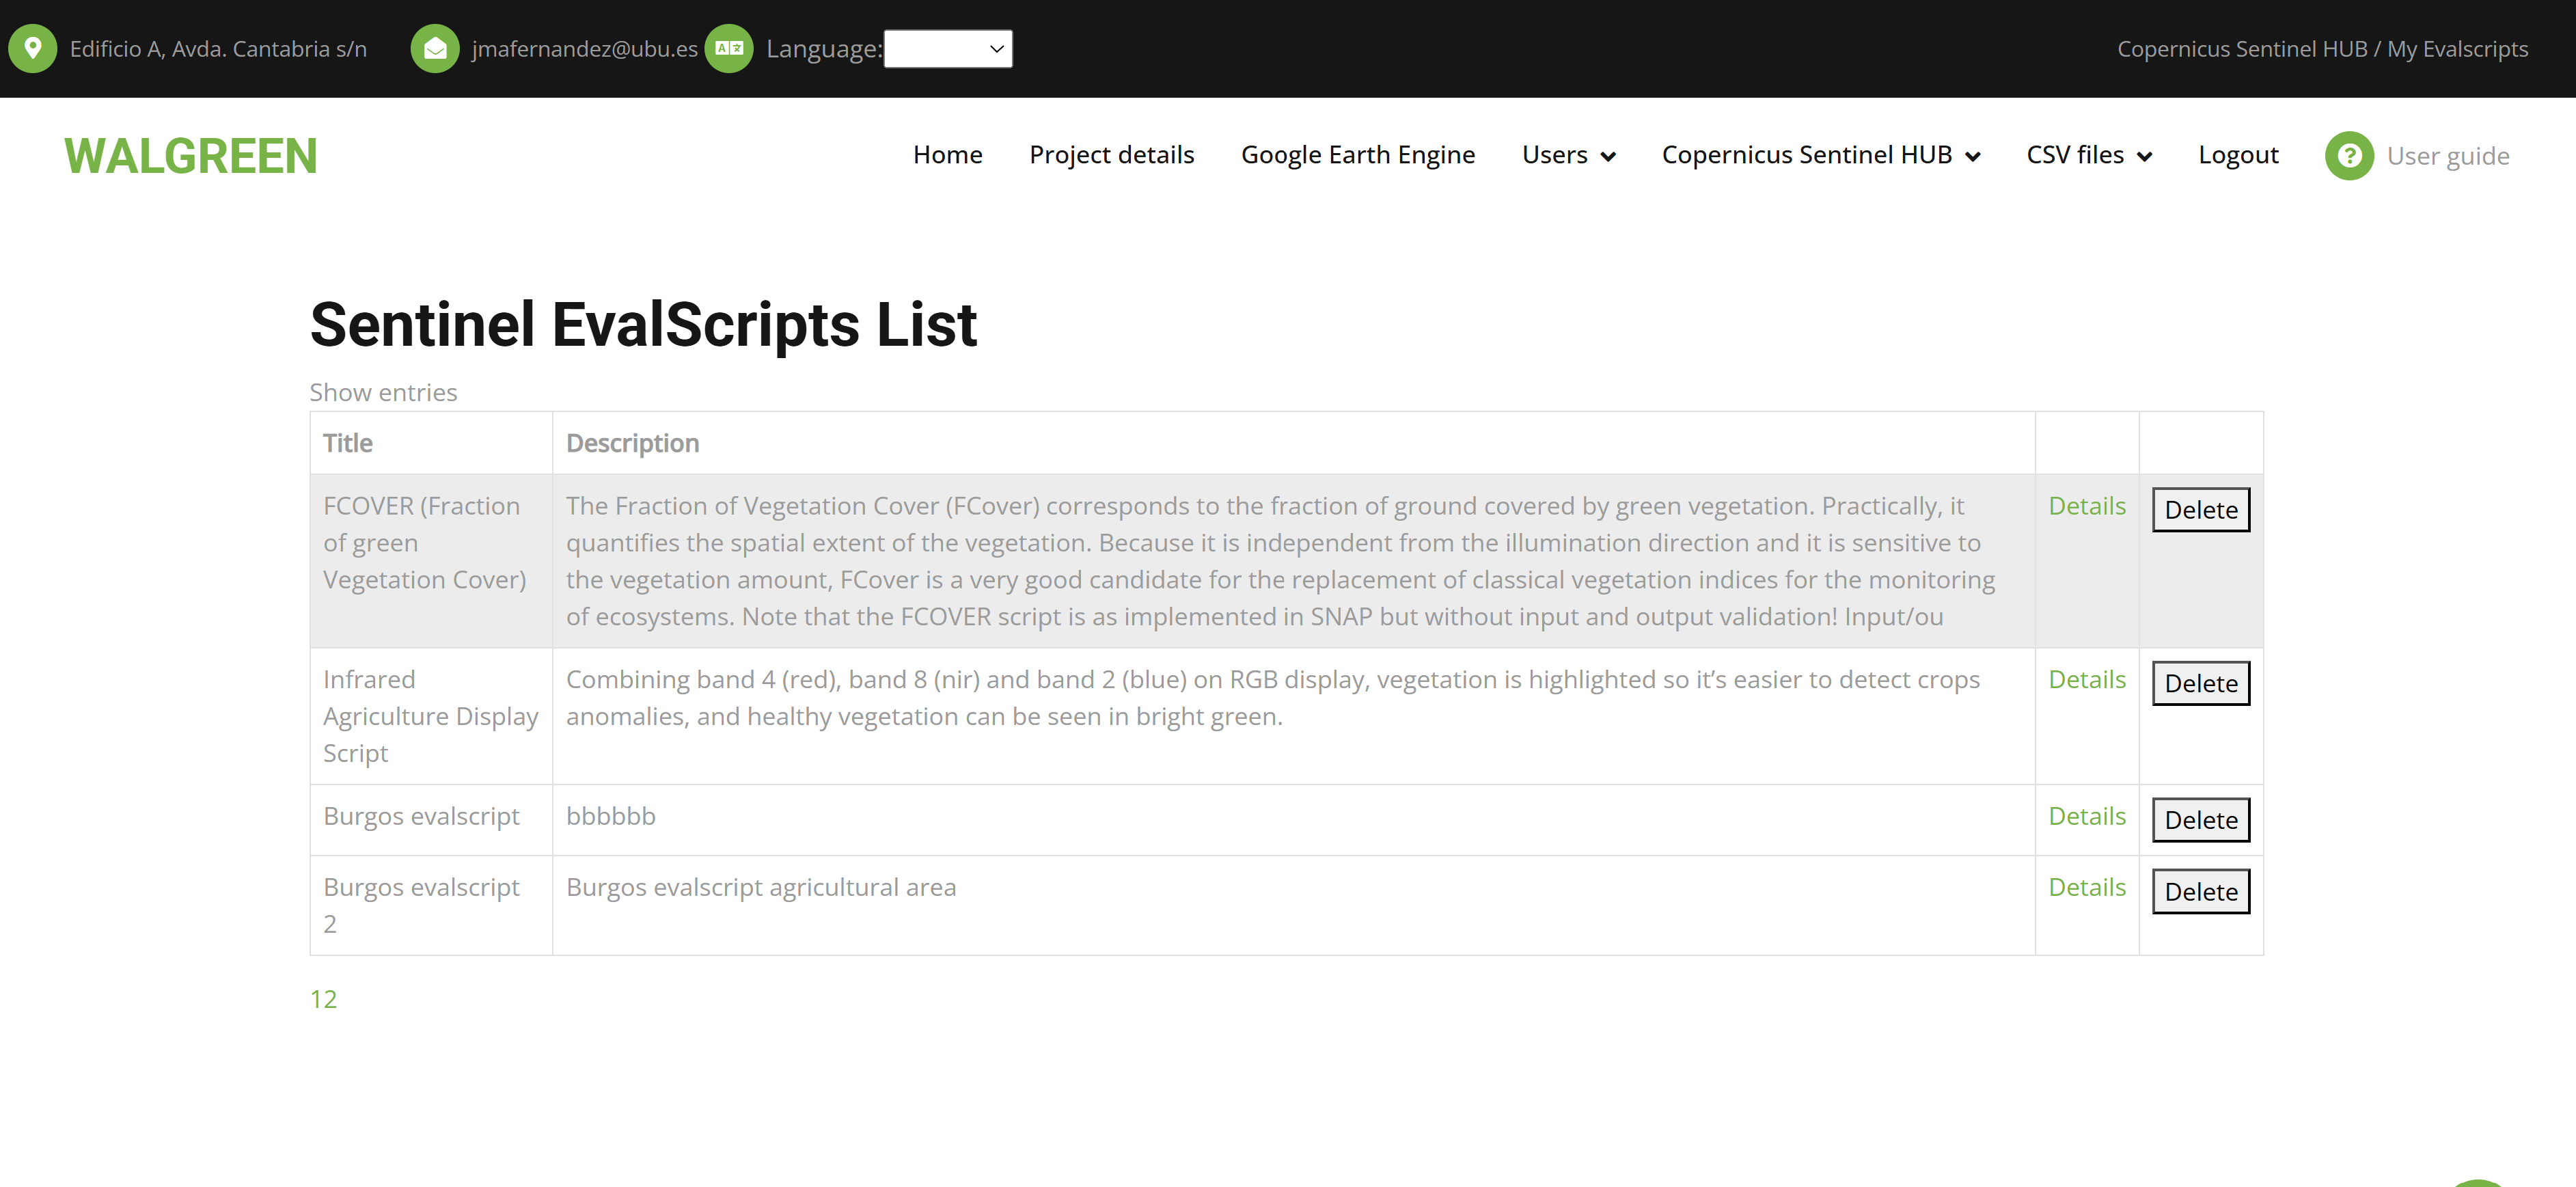 Edificio A, Avda. Cantabria s/n
jmafernandez@ubu.es
Language:
Copernicus Sentinel HUB / My Evalscripts
WALGREEN
Home
Project details
Google Earth Engine
Users
Copernicus Sentinel HUB
CSV files
Logout
User guide
Sentinel EvalScripts List
Show entries
Title
Description
FCOVER (Fraction
of green
Vegetation Cover)
The Fraction of Vegetation Cover (FCover) corresponds to the fraction of ground covered by green vegetation. Practically, it
quantifies the spatial extent of the vegetation. Because it is independent from the illumination direction and it is sensitive to
the vegetation amount, FCover is a very good candidate for the replacement of classical vegetation indices for the monitoring
of ecosystems. Note that the FCOVER script is as implemented in SNAP but without input and output validation! Input/ou
Details
Delete
Infrared
Agriculture Display
Script
Combining band 4 (red), band 8 (nir) and band 2 (blue) on RGB display, vegetation is highlighted so it’s easier to detect crops
anomalies, and healthy vegetation can be seen in bright green.
Details
Delete
Burgos evalscript
bbbbbb
Details
Delete
Burgos evalscript
2
Burgos evalscript agricultural area
Details
Delete
12